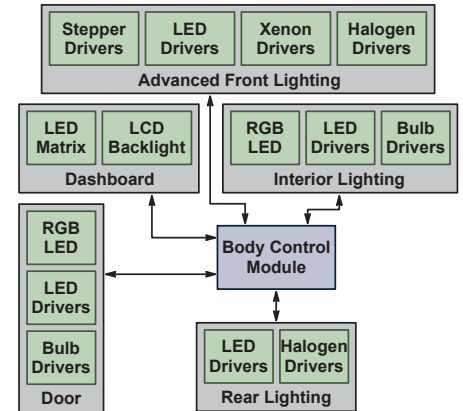 Stepper Drivers
LED Drivers
Xenon Drivers
Halogen Drivers
Advanced Front Lighting
LED Matrix
LCD Backlight
Dashboard
RGB LED
LED Drivers
Bulb Drivers
Interior Lighting
RGB LED
LED Drivers
Bulb Drivers
Door
Body Control Module
LED Drivers
Halogen Drivers
Rear Lighting